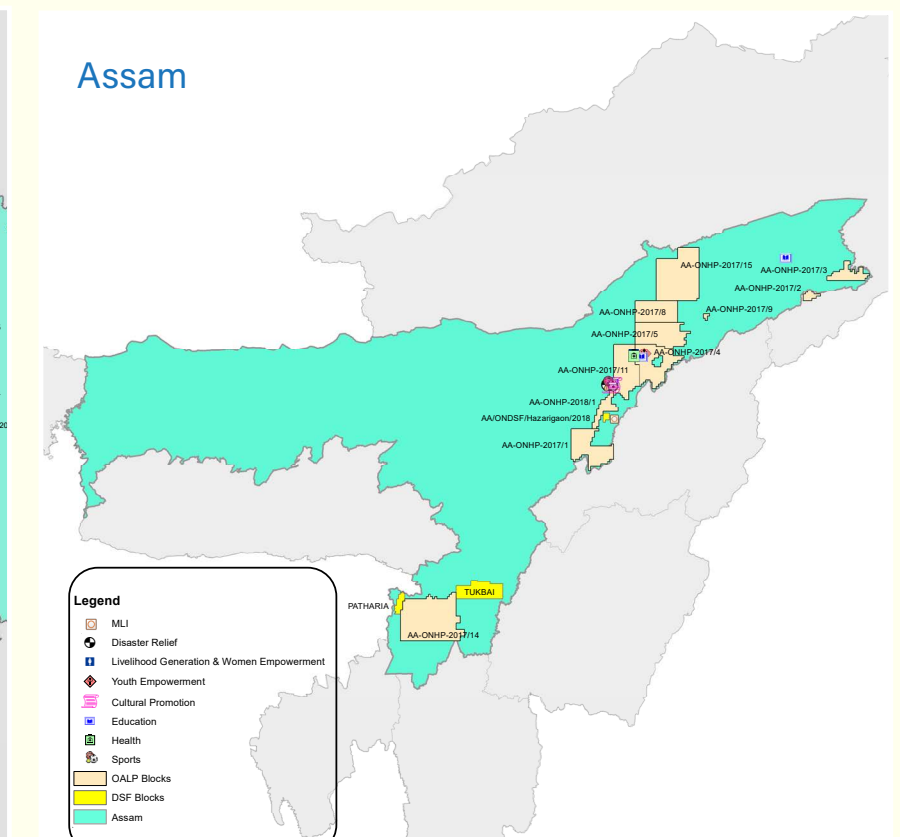 Assam
AA-ONHP-2017/15
AA-ONHP-2017/3
AA-ONHP-2017/2
AA-ONHP-2017/8
AA-ONHP-2017/9
AA-ONHP-2017/5
AA-ONHP-2017/4
AA-ONHP-2017/11
AA-ONHP-2018/1
AA/ONDSF/Hazarigaon/2018
AA-ONHP-2017/1
TUKBAI
PATHARIA
AA-ONHP-2017/14
Legend
MLI
Disaster Relief
Livelihood Generation & Women Empowerment
Youth Empowerment
Cultural Promotion
Education
Health
Sports
OALP Blocks
DSF Blocks
Assam
20